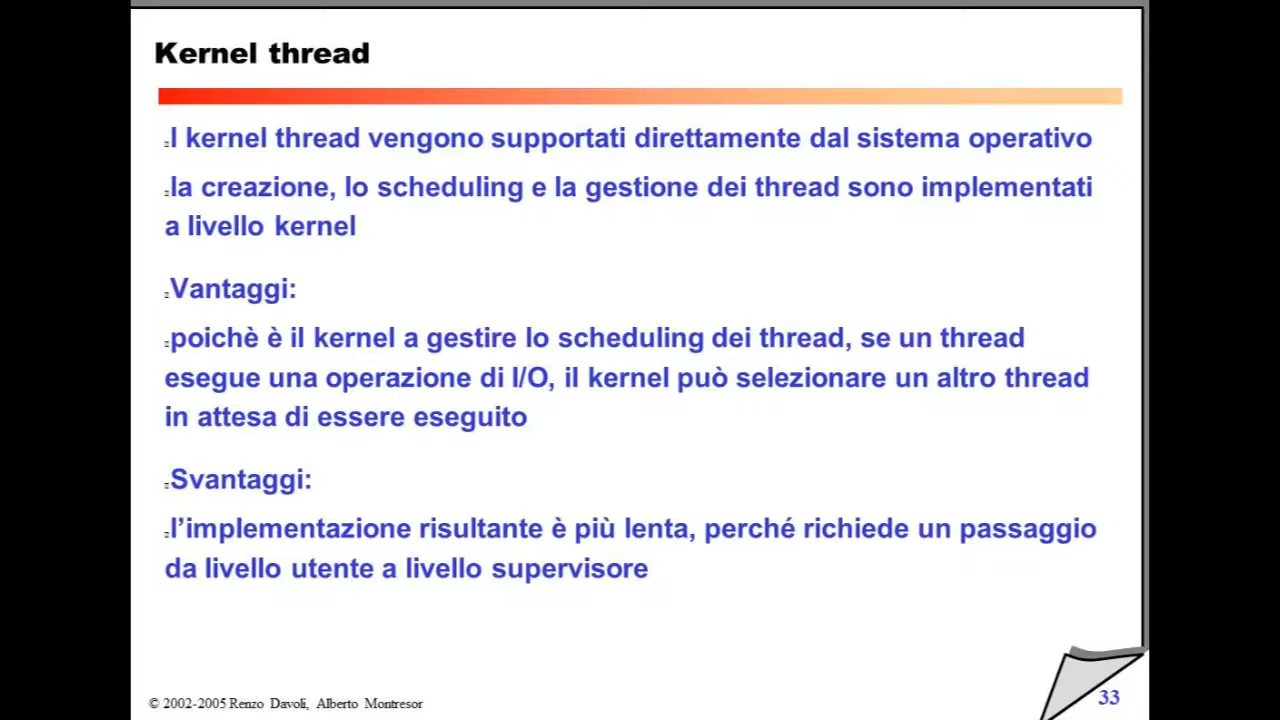 Kernel thread
I kernel thread vengono supportati direttamente dal sistema operativo
la creazione, lo scheduling e la gestione dei thread sono implementati
a livello kernel
Vantaggi:
poichè è il kernel a gestire lo scheduling dei thread, se un thread
esegue una operazione di I/O, il kernel può selezionare un altro thread
in attesa di essere eseguito
Svantaggi:
l’implementazione risultante è più lenta, perché richiede un passaggio
da livello utente a livello supervisore
© 2002-2005 Renzo Davoli, Alberto Montresor
33